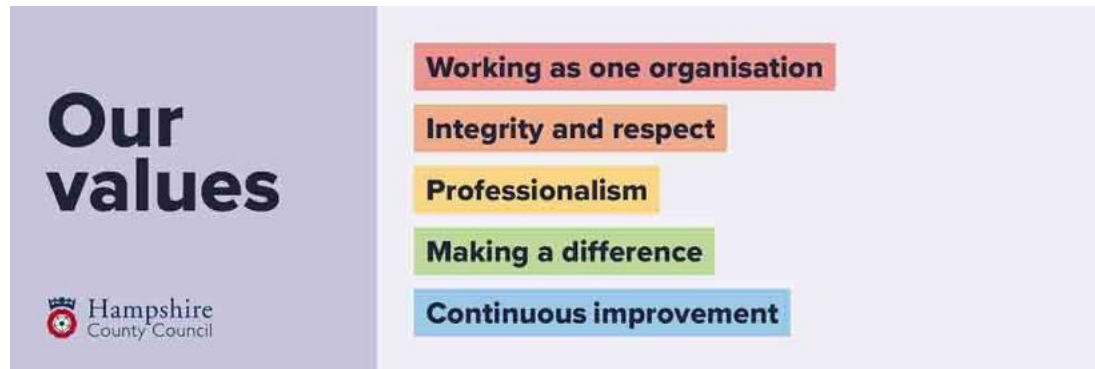 Our
values
Hampshire
County Council
Working as one organisation
Integrity and respect
Professionalism
Making a difference
Continuous improvement